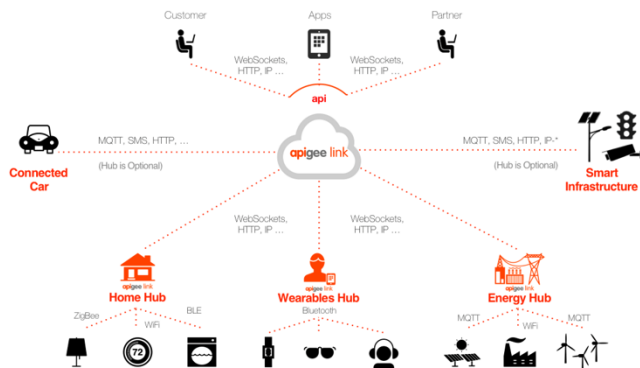 Customer
Apps
Partner
WebSockets,
HTTP, IP ...
WebSockets,
HTTP, IP ...
api
MQTT, SMS, HTTP, ...
apigee link
MQTT, SMS, HTTP, IP-*
Connected
Car
(Hub is Optional)
(Hub is Optional)
Smart
Infrastructure
WebSockets,
HTTP, IP ...
WebSockets,
HTTP, IP ...
apigee link
Home Hub
apigee link
Wearables Hub
apigee link
Energy Hub
ZigBee
WiFi
BLE
Bluetooth
MQTT
WiFi
MQTT
72